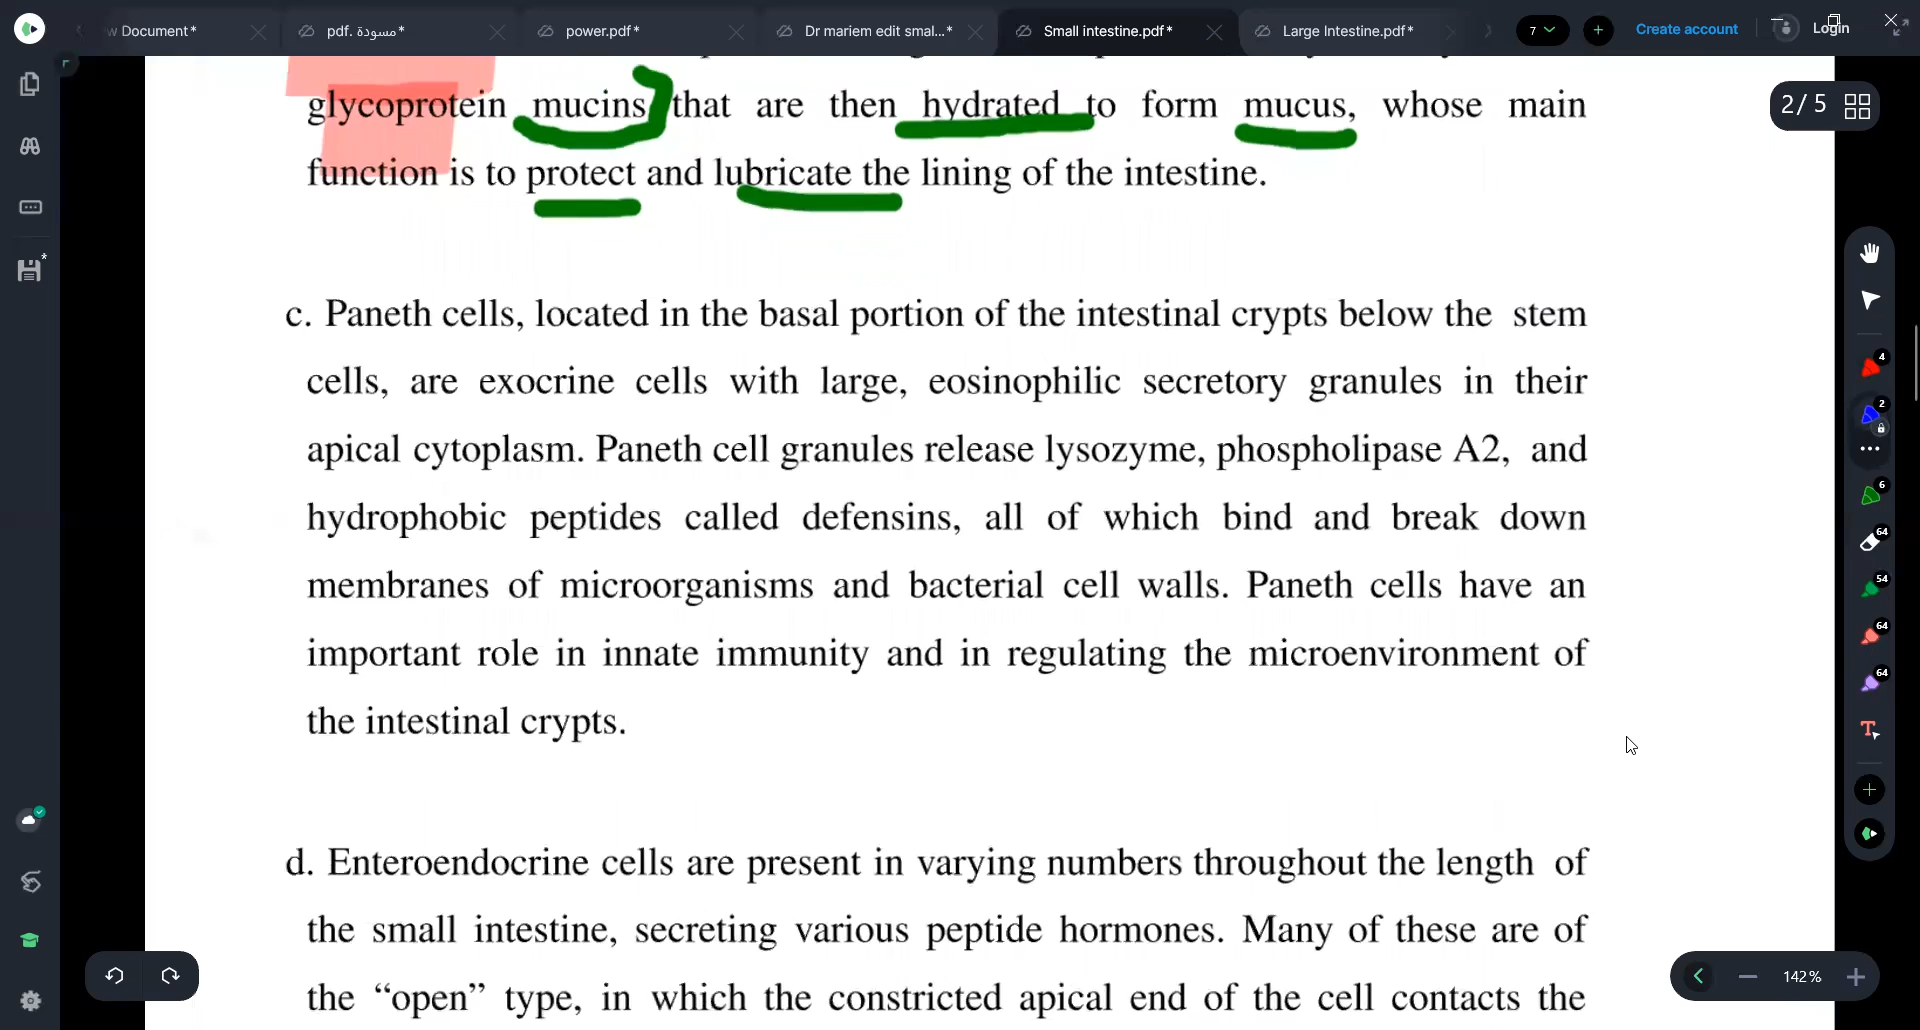 w Document*
pdf. مسودة*
power.pdf*
Dr mariem edit smal...*
Small intestine.pdf*
Large Intestine.pdf*
7
Create account
Login
2/ 5
glycoprotein mucins that are then hydrated to form mucus, whose main
function is to protect and lubricate the lining of the intestine.
c. Paneth cells, located in the basal portion of the intestinal crypts below the stem
cells, are exocrine cells with large, eosinophilic secretory granules in their
apical cytoplasm. Paneth cell granules release lysozyme, phospholipase A2, and
hydrophobic peptides called defensins, all of which bind and break down
membranes of microorganisms and bacterial cell walls. Paneth cells have an
important role in innate immunity and in regulating the microenvironment of
the intestinal crypts.
d. Enteroendocrine cells are present in varying numbers throughout the length of
the small intestine, secreting various peptide hormones. Many of these are of
the “open” type, in which the constricted apical end of the cell contacts the
4
2
6
64
54
64
64
T
142%